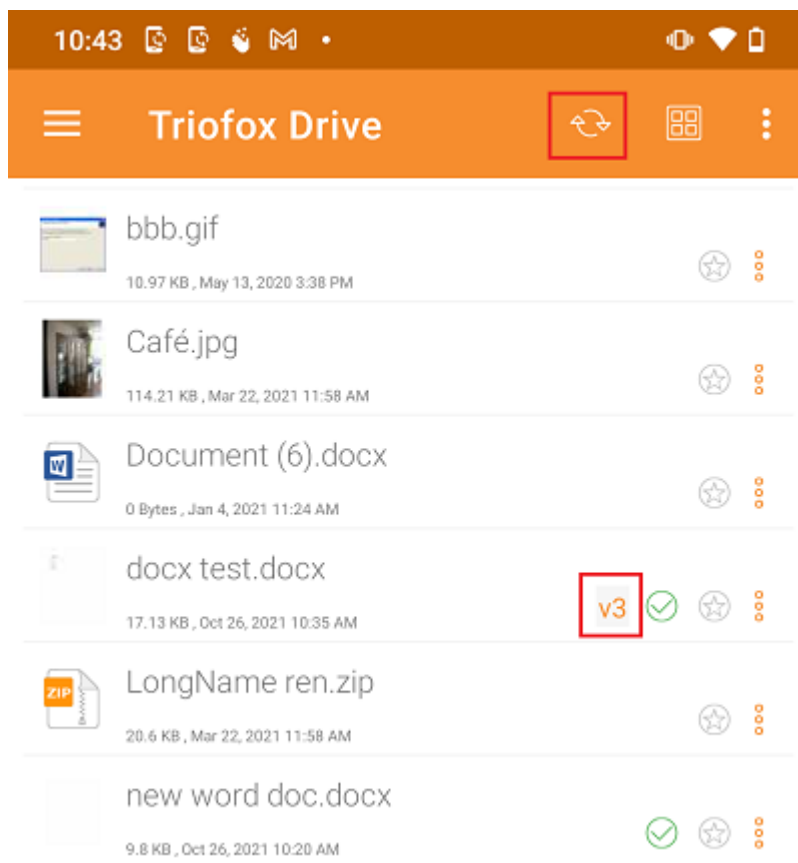 10:43
Triofox Drive
bbb.gif
10.97 KB , May 13, 2020 3:38 PM
Café.jpg
114.21 KB , Mar 22, 2021 11:58 AM
W
Document (6).docx
0 Bytes , Jan 4, 2021 11:24 AM
docx test.docx
v3
17.13 KB , Oct 26, 2021 10:35 AM
ZIP
LongName ren.zip
20.6 KB , Mar 22, 2021 11:58 AM
new word doc.docx
9.8 KB , Oct 26, 2021 10:20 AM